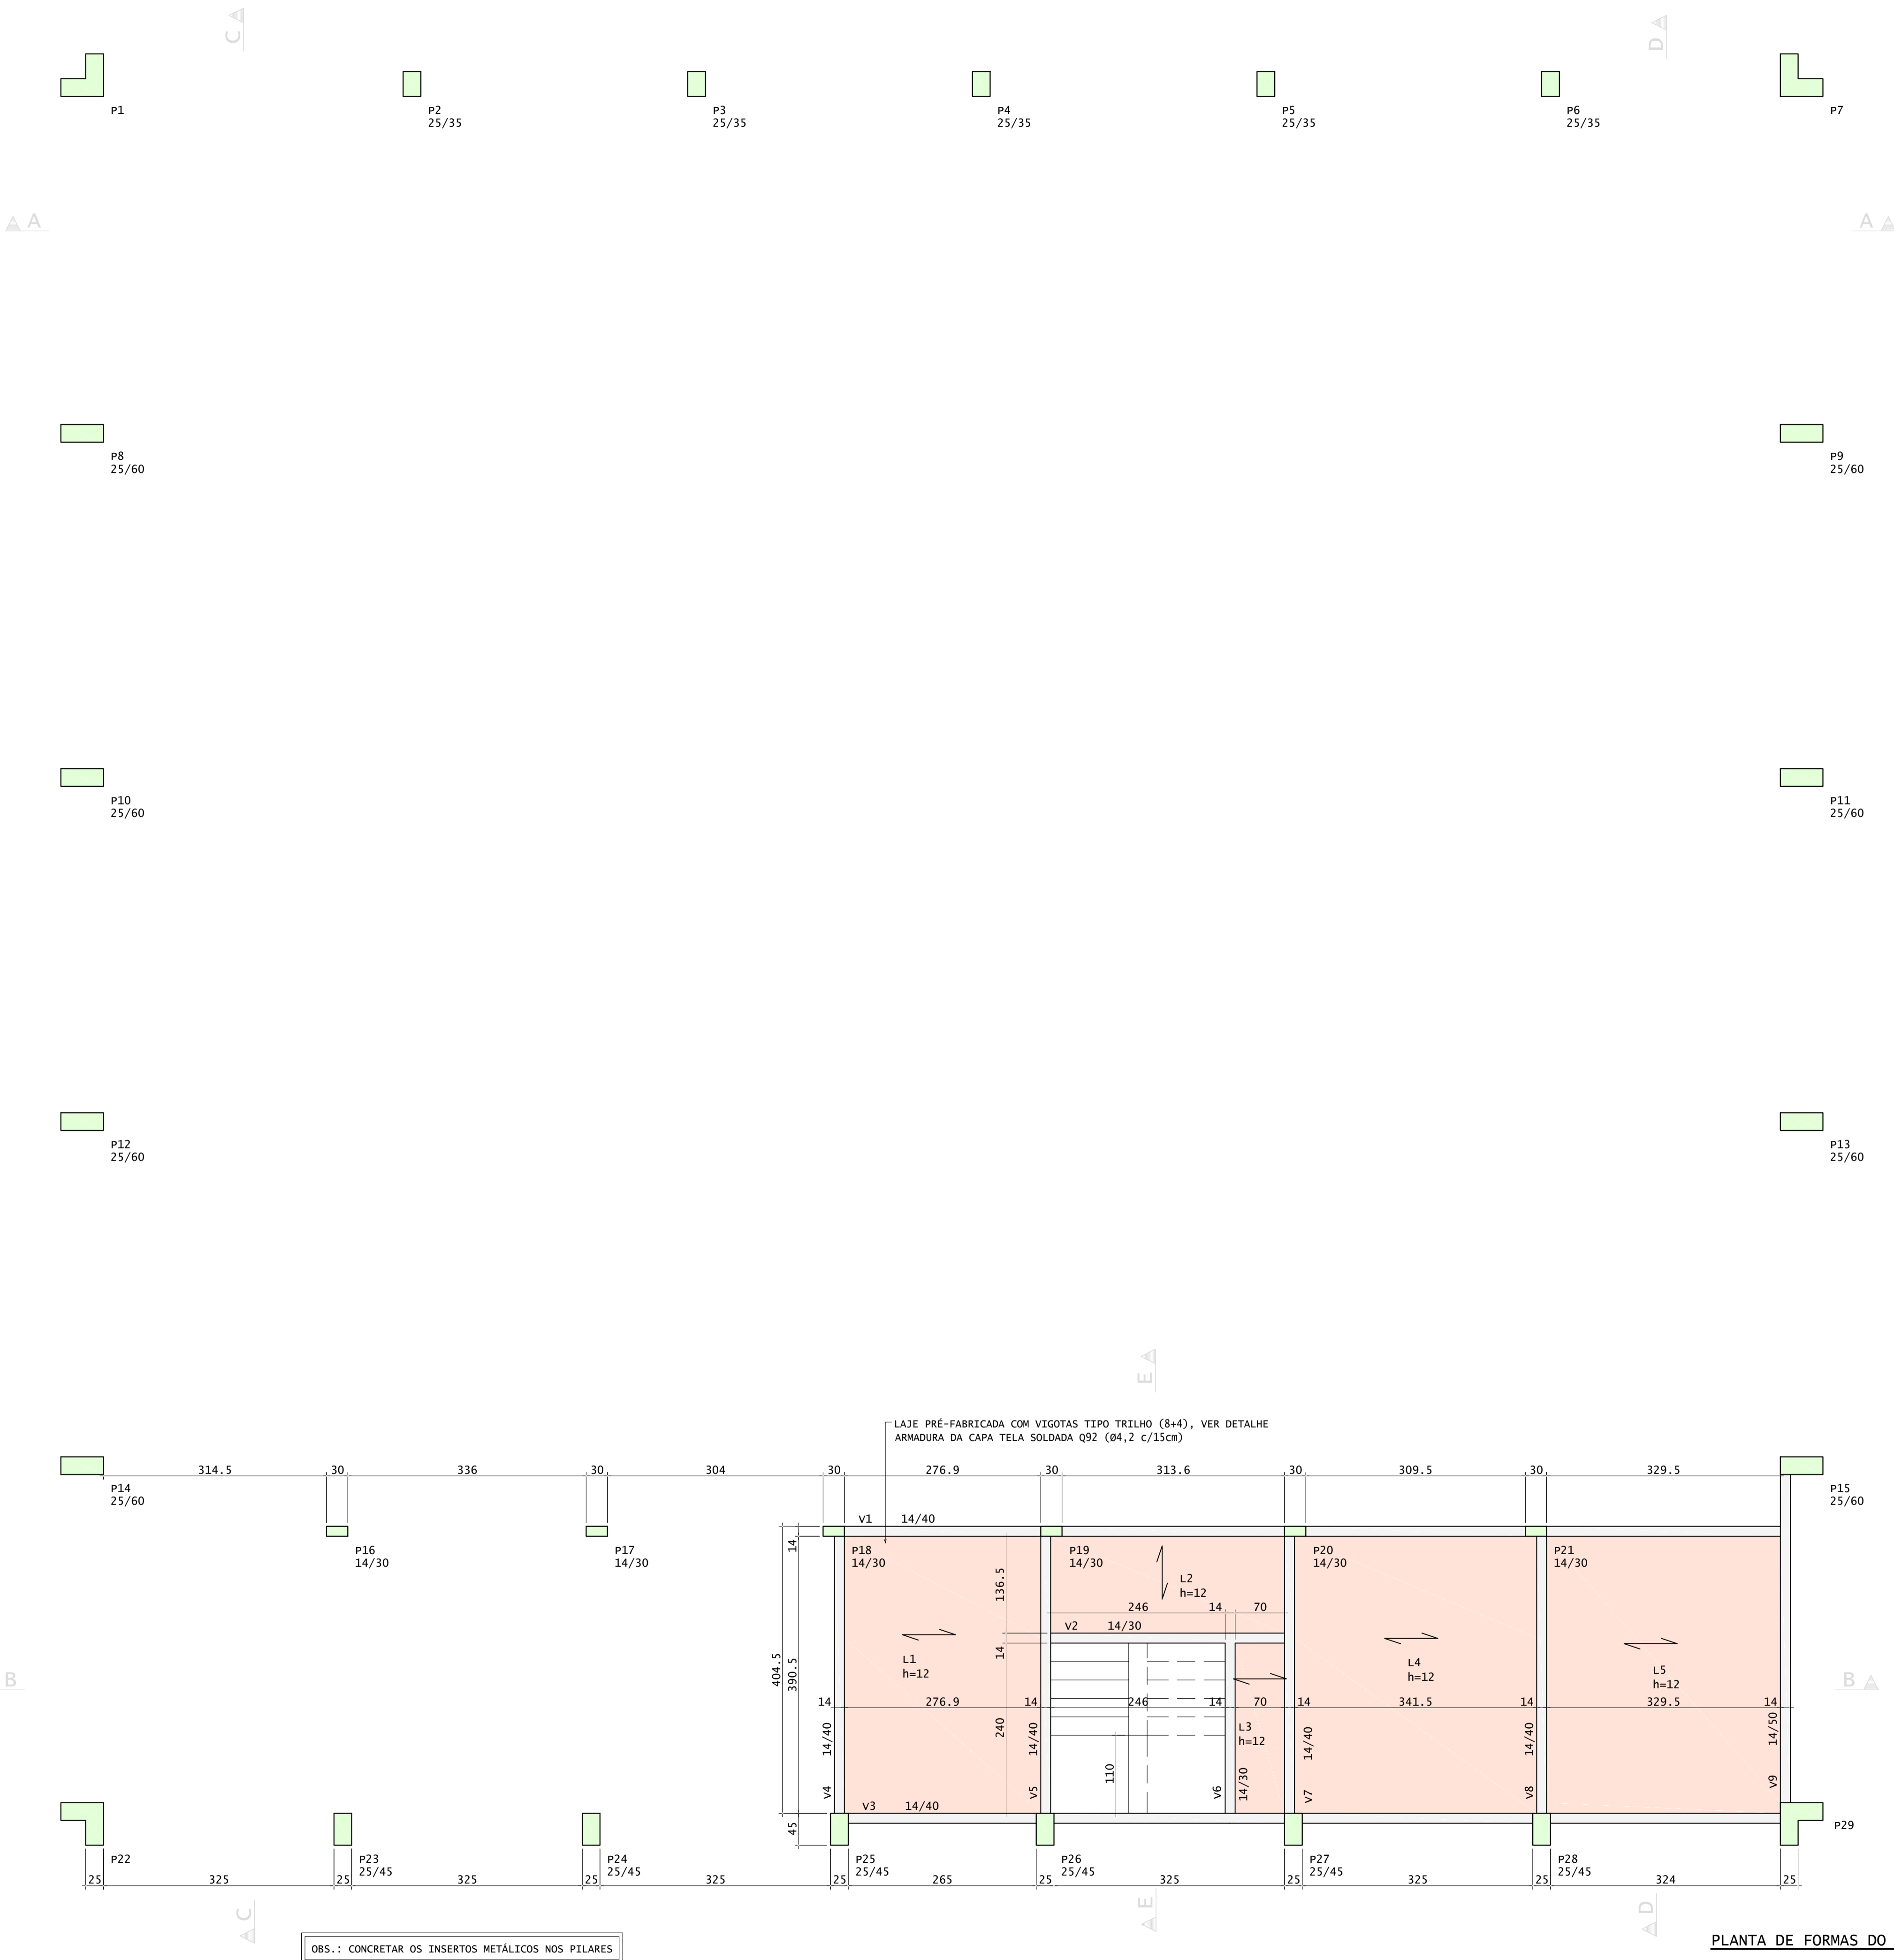 C
D
P1
P2
25/35
P3
25/35
P4
25/35
P5
25/35
P6
25/35
P7
A
A
P8
25/60
P9
25/60
P10
25/60
P11
25/60
P12
25/60
P13
25/60
E
LAJE PRÉ-FABRICADA COM VIGOTAS TIPO TRILHO (8+4), VER DETALHE
ARMADURA DA CAPA TELA SOLDADA Q92 (Ø4,2 c/15cm)
314.5 30 336 30 304 30 276.9 30 313.6 30 309.5 30 329.5
P14
25/60
P15
25/60
V1 14/40
P16
14/30
P17
14/30
14
P18
14/30
P19
14/30
P20
14/30
P21
14/30
136.5
L2
h=12
246 14 70
V2 14/30
14
404.5
390.5
L1
h=12
L4
h=12
L5
h=12
B
B
14 276.9 14 246 14 70 14 341.5 14 329.5 14
240
L3
h=12
14/40
14/40
14/30
14/40
14/40
14/50
110
V4
V5
V6
V7
V8
V9
V3 14/40
45
P22
P23
25/45
P24
25/45
P25
25/45
P26
25/45
P27
25/45
P28
25/45
P29
25 325 25 325 25 325 25 265 25 325 25 325 25 324 25
C
E
D
OBS.: CONCRETAR OS INSERTOS METÁLICOS NOS PILARES
PLANTA DE FORMAS DO